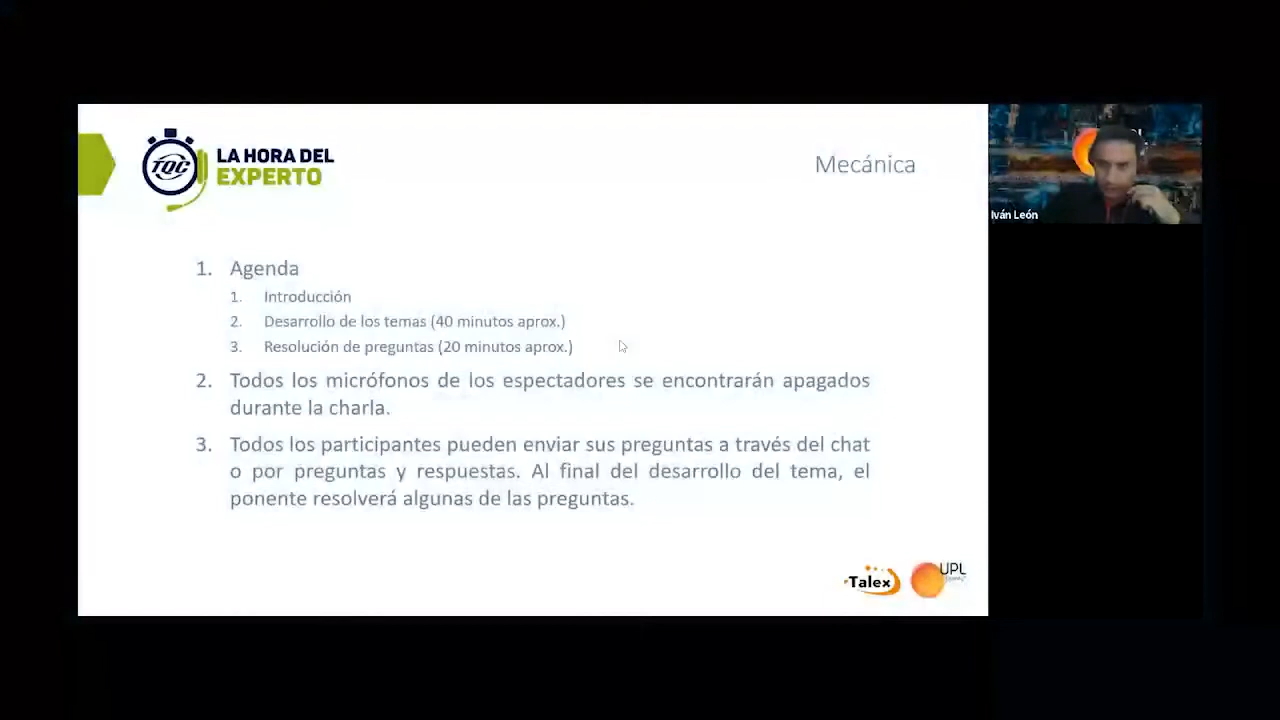 TQC
LA HORA DEL
EXPERTO
Mecánica
Iván León
1. Agenda
1. Introducción
2. Desarrollo de los temas (40 minutos aprox.)
3. Resolución de preguntas (20 minutos aprox.)
2. Todos los micrófonos de los espectadores se encontrarán apagados
durante la charla.
3. Todos los participantes pueden enviar sus preguntas a través del chat
o por preguntas y respuestas. Al final del desarrollo del tema, el
ponente resolverá algunas de las preguntas.
Talex
UPL